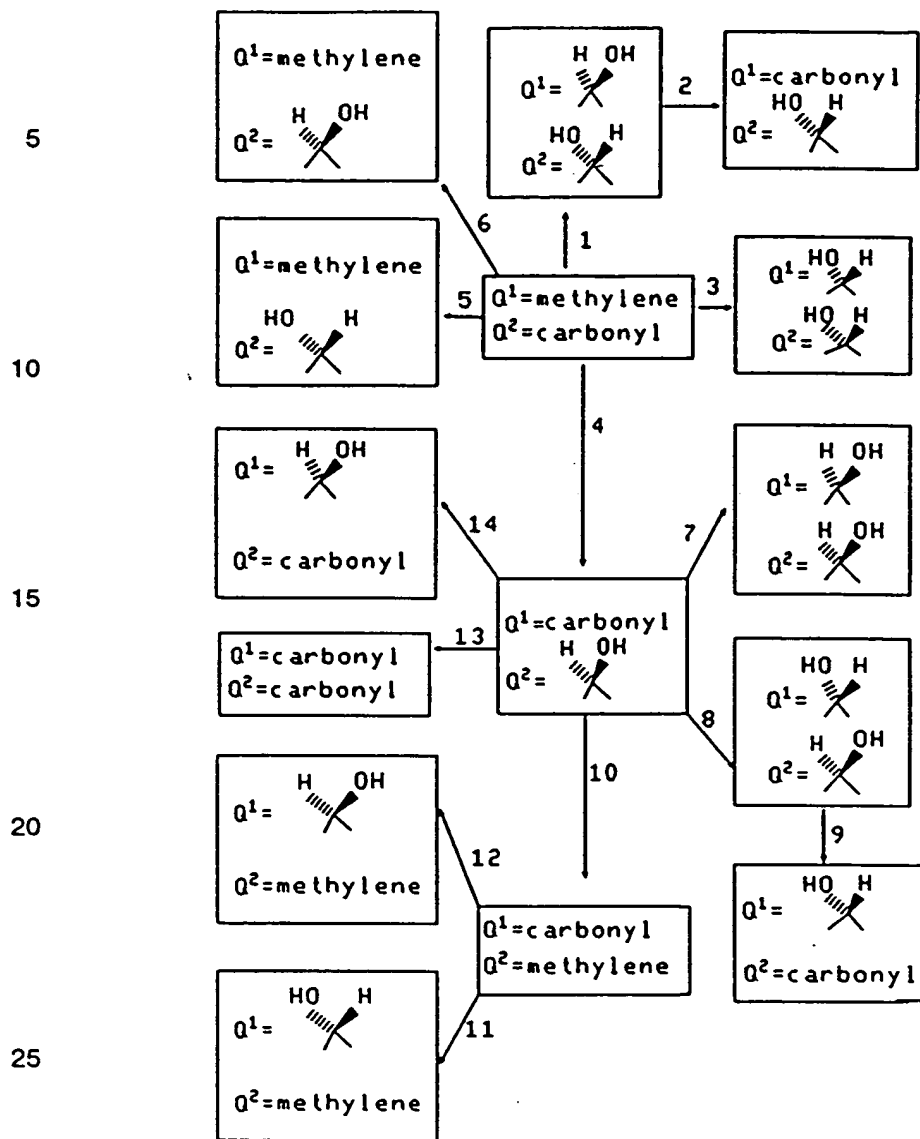 Q¹=methylene
H OH
Q²=
H OH
Q¹=
HO H
Q²=
2
Q¹=carbonyl
HO H
Q²=
5
6
1
Q¹=methylene
HO H
Q²=
5
Q¹=methylene
Q²=carbonyl
3
HO H
Q¹=
HO H
Q²=
10
4
H OH
Q¹=
Q²=carbonyl
14
7
H OH
Q¹=
H OH
Q²=
15
Q¹=carbonyl
H OH
Q²=
13
Q¹=carbonyl
Q²=carbonyl
8
HO H
Q¹=
H OH
Q²=
10
H OH
Q¹=
Q²=methylene
20
12
9
Q¹=carbonyl
Q²=methylene
HO H
Q¹=
Q²=carbonyl
HO H
Q¹=
Q²=methylene
11
25